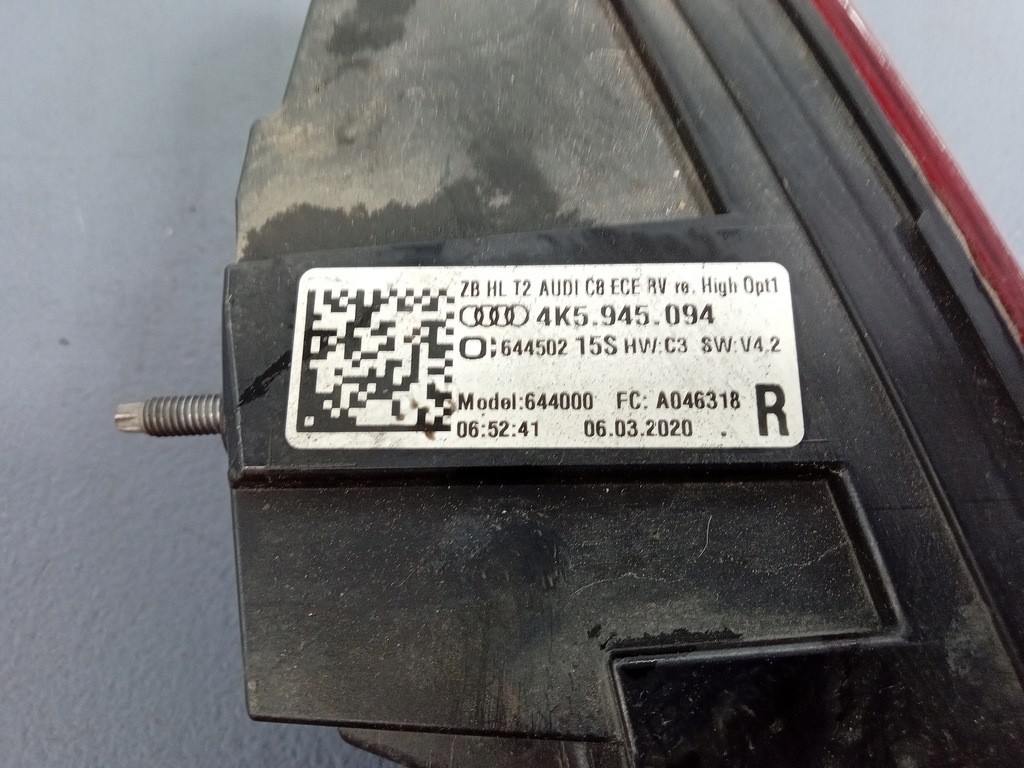 ZB HL T2 AUDI C8 ECE RV re. High Opt1
4K5.945.094
O:644502 15S HW:C3 SW:V4.2
Model:644000 FC: A046318
06:52:41 06.03.2020 R